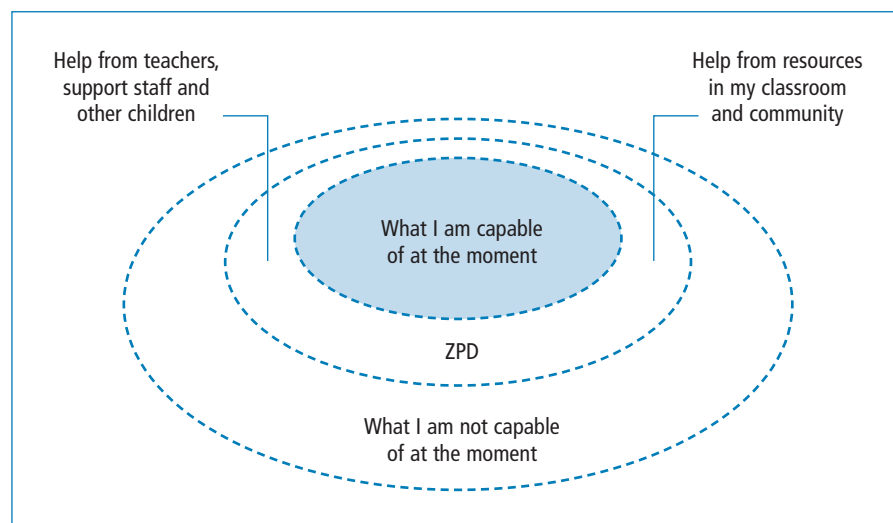 Help from teachers,
support staff and
other children
Help from resources
in my classroom
and community
What I am capable
of at the moment
ZPD
What I am not capable
of at the moment